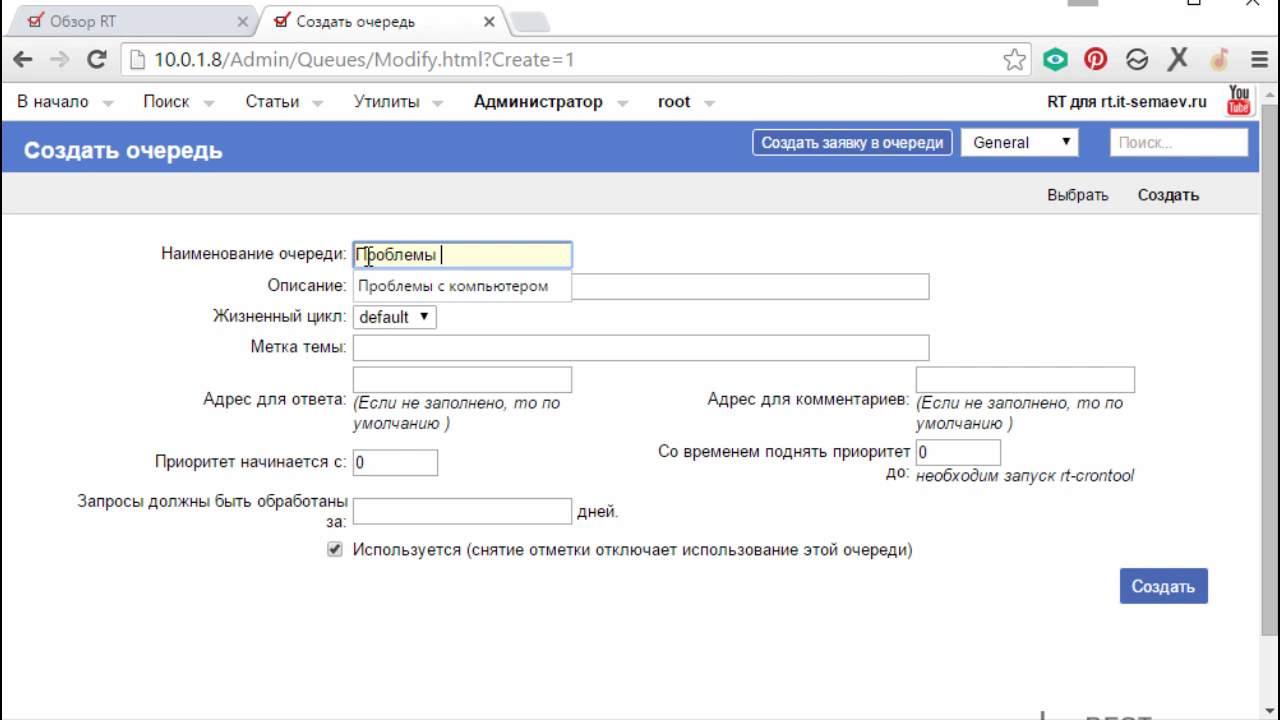 Обзор RT
Создать очередь
10.0.1.8/Admin/Queues/Modify.html?Create=1
В начало Поиск Статьи Утилиты Администратор root RT для rt.it-semaev.ru You Tube
Создать очередь Создать заявку в очереди General Поиск...
Выбрать Создать
Наименование очереди: Проблемы
Описание: Проблемы с компьютером
Жизненный цикл: default
Метка темы:
Адрес для ответа: (Если не заполнено, то по умолчанию )
Адрес для комментариев: (Если не заполнено, то по умолчанию )
Приоритет начинается с: 0
Со временем поднять приоритет до: 0
необходим запуск rt-crontool
Запросы должны быть обработаны за: дней.
Используется (снятие отметки отключает использование этой очереди)
Создать